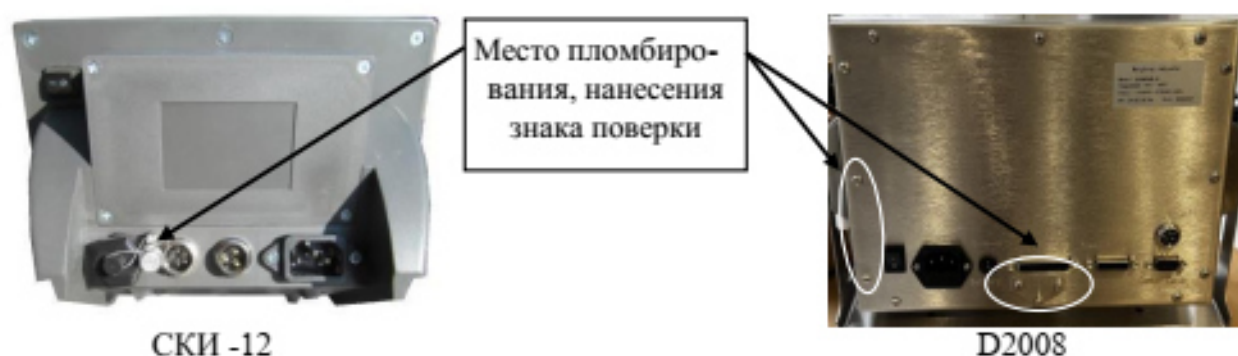 Место пломбиро-
вания, нанесения
знака поверки
СКИ -12
D2008